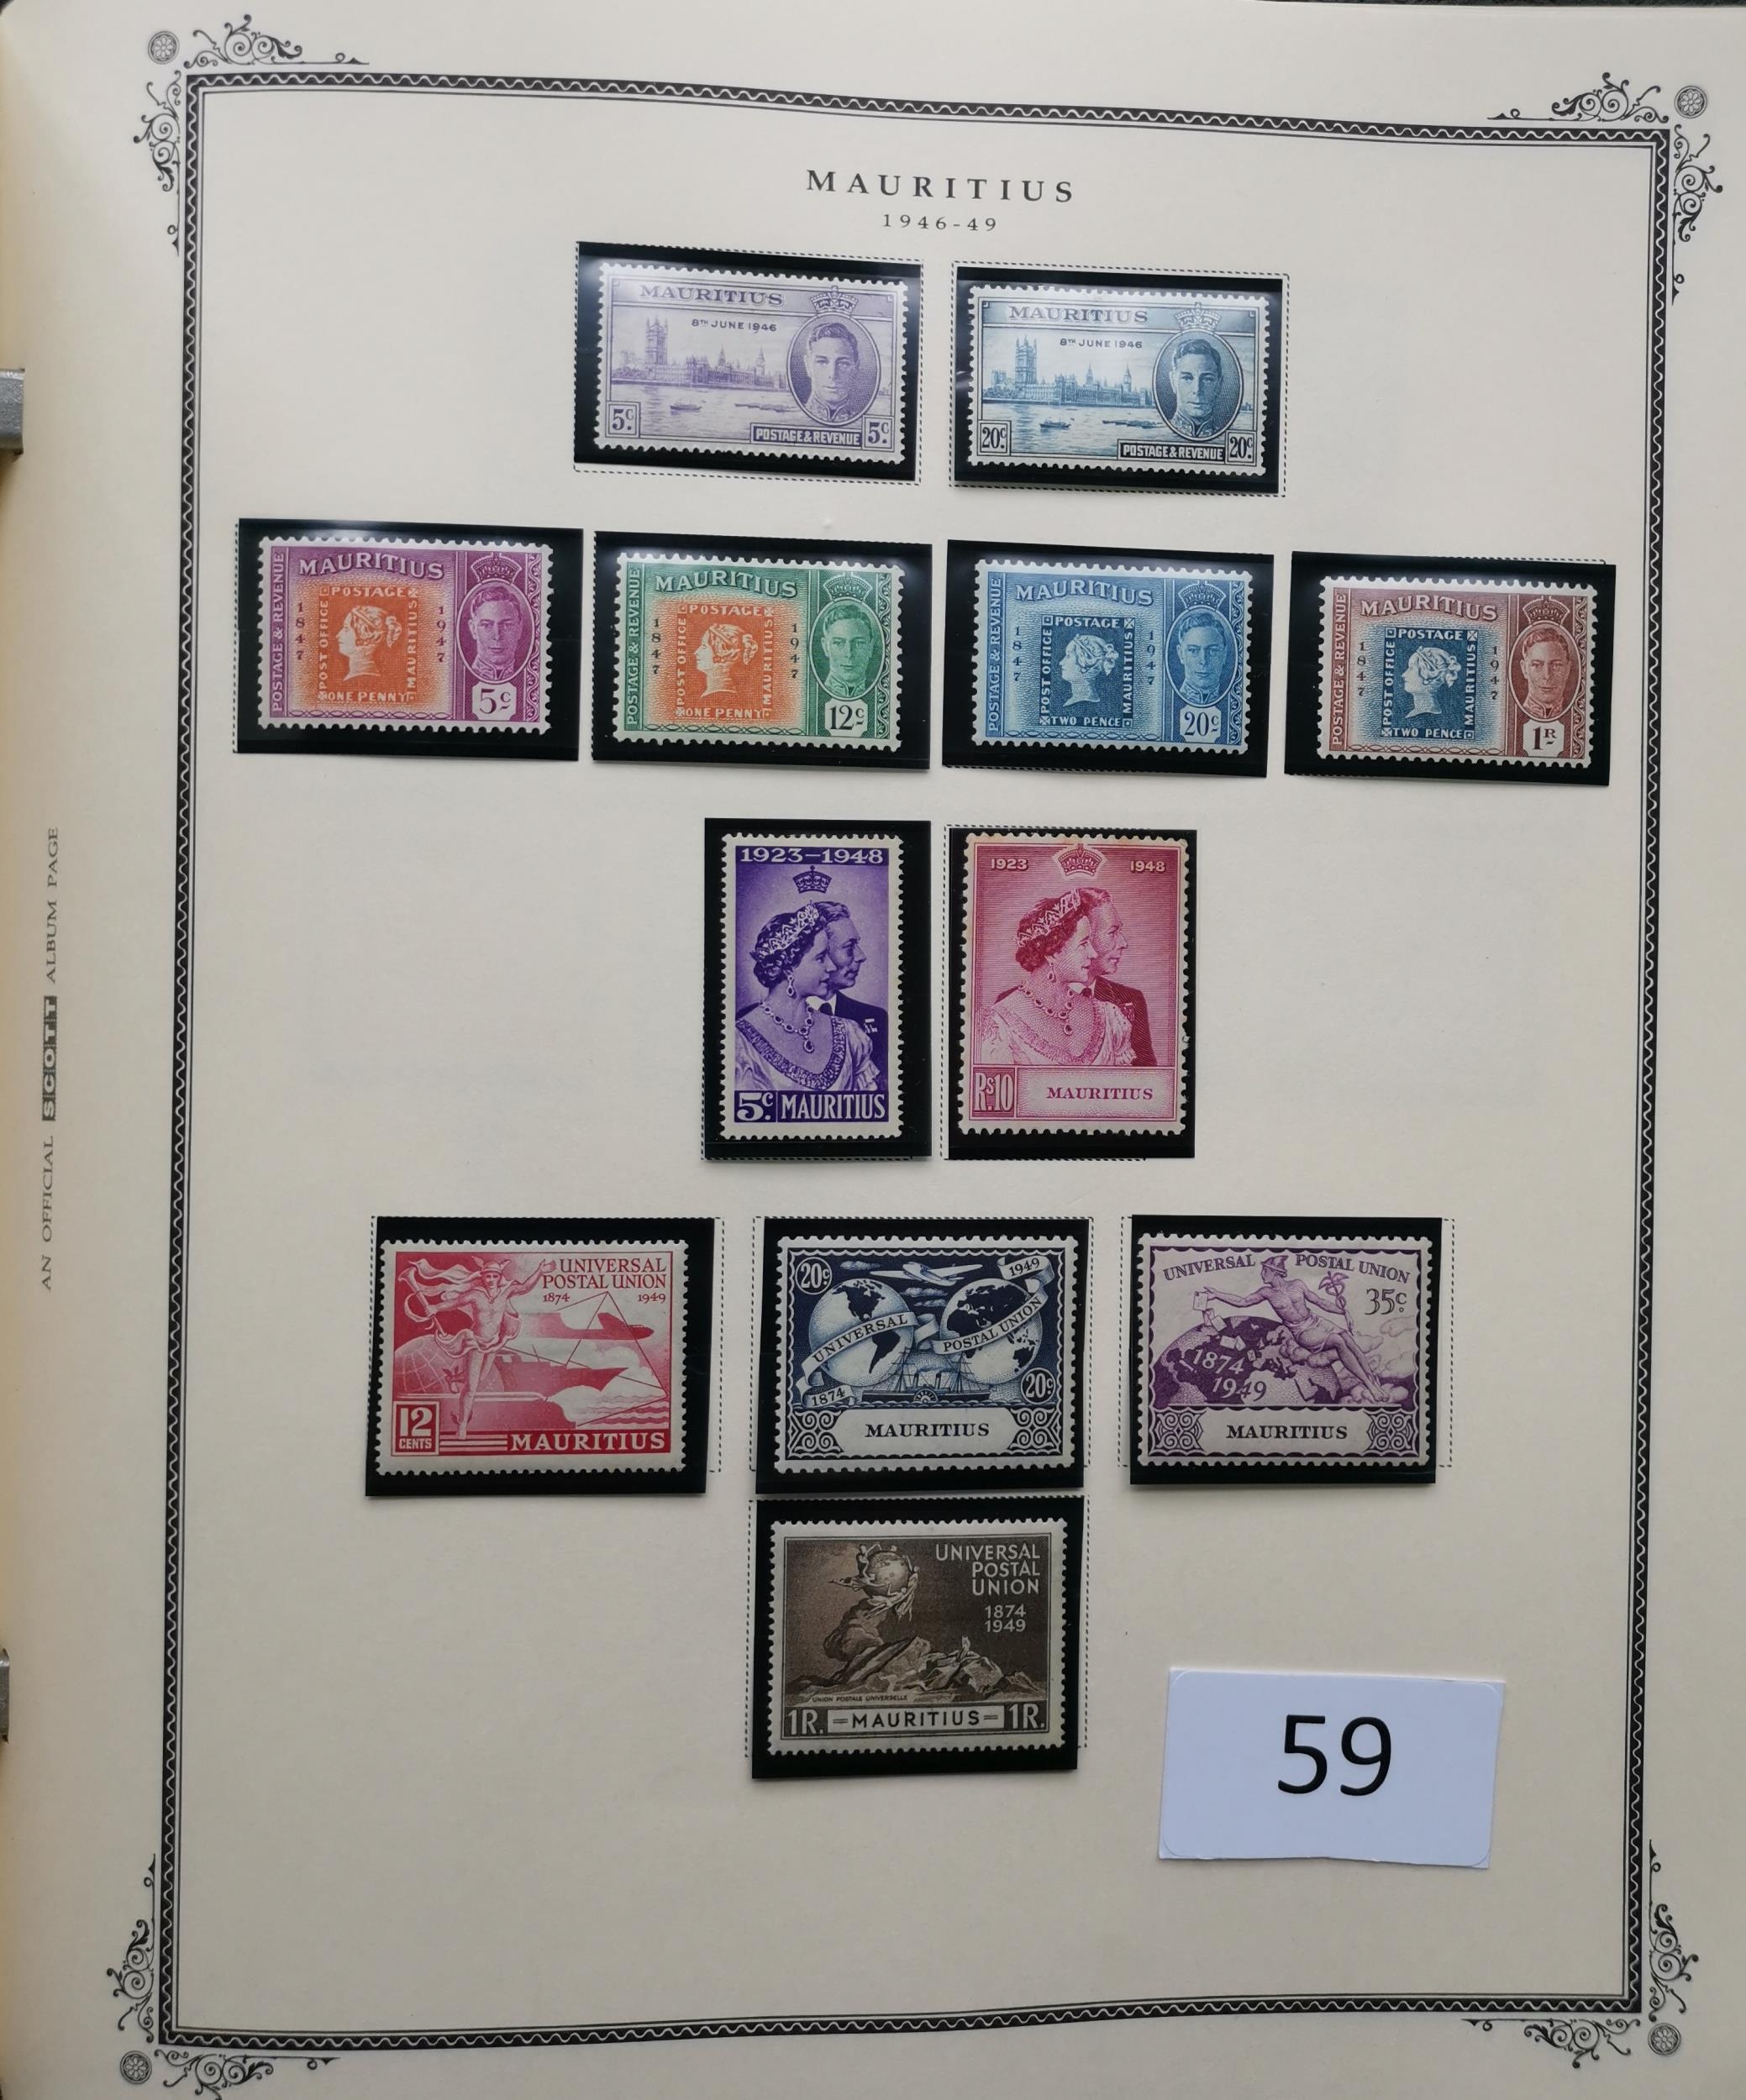 MAURITIUS
1946-49
MAURITIUS
8TH JUNE 1946
5c
POSTAGE & REVENUE
5c
MAURITIUS
8TH JUNE 1946
20c
POSTAGE & REVENUE
20c
POSTAGE & REVENUE
MAURITIUS
1847
POSTAGE
POST OFFICE
MAURITIUS
ONE PENNY
1947
5c
POSTAGE & REVENUE
MAURITIUS
1847
POSTAGE
POST OFFICE
MAURITIUS
ONE PENNY
1947
12c
POSTAGE & REVENUE
MAURITIUS
1847
POSTAGE
POST OFFICE
MAURITIUS
TWO PENCE
1947
20c
POSTAGE & REVENUE
MAURITIUS
1847
POSTAGE
POST OFFICE
MAURITIUS
TWO PENCE
1947
1R
1923-1948
5c. MAURITIUS
1923 1948
Rs.10 MAURITIUS
UNIVERSAL
POSTAL UNION
1874 1949
12
CENTS
MAURITIUS
20c
1949
UNIVERSAL POSTAL UNION
1874
20c
MAURITIUS
UNIVERSAL POSTAL UNION
35c
1874
1949
MAURITIUS
UNIVERSAL
POSTAL
UNION
1874
1949
UNION POSTALE UNIVERSELLE
1R. =MAURITIUS= 1R.
59
AN OFFICIAL SCOTT ALBUM PAGE